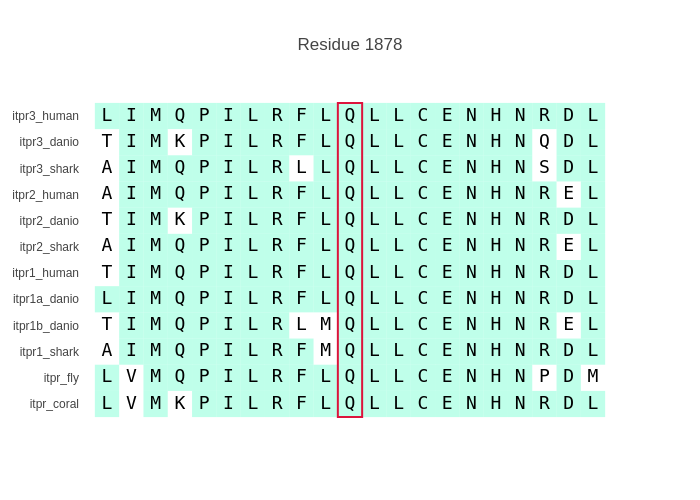 Residue 1878
itpr3_human L I M Q P I L R F L Q L L C E N H N R D L
itpr3_danio T I M K P I L R F L Q L L C E N H N Q D L
itpr3_shark A I M Q P I L R L L Q L L C E N H N S D L
itpr2_human A I M Q P I L R F L Q L L C E N H N R E L
itpr2_danio T I M K P I L R F L Q L L C E N H N R D L
itpr2_shark A I M Q P I L R F L Q L L C E N H N R E L
itpr1_human T I M Q P I L R F L Q L L C E N H N R D L
itpr1a_danio L I M Q P I L R F L Q L L C E N H N R D L
itpr1b_danio T I M Q P I L R L M Q L L C E N H N R E L
itpr1_shark A I M Q P I L R F M Q L L C E N H N R D L
itpr_fly L V M Q P I L R F L Q L L C E N H N P D M
itpr_coral L V M K P I L R F L Q L L C E N H N R D L